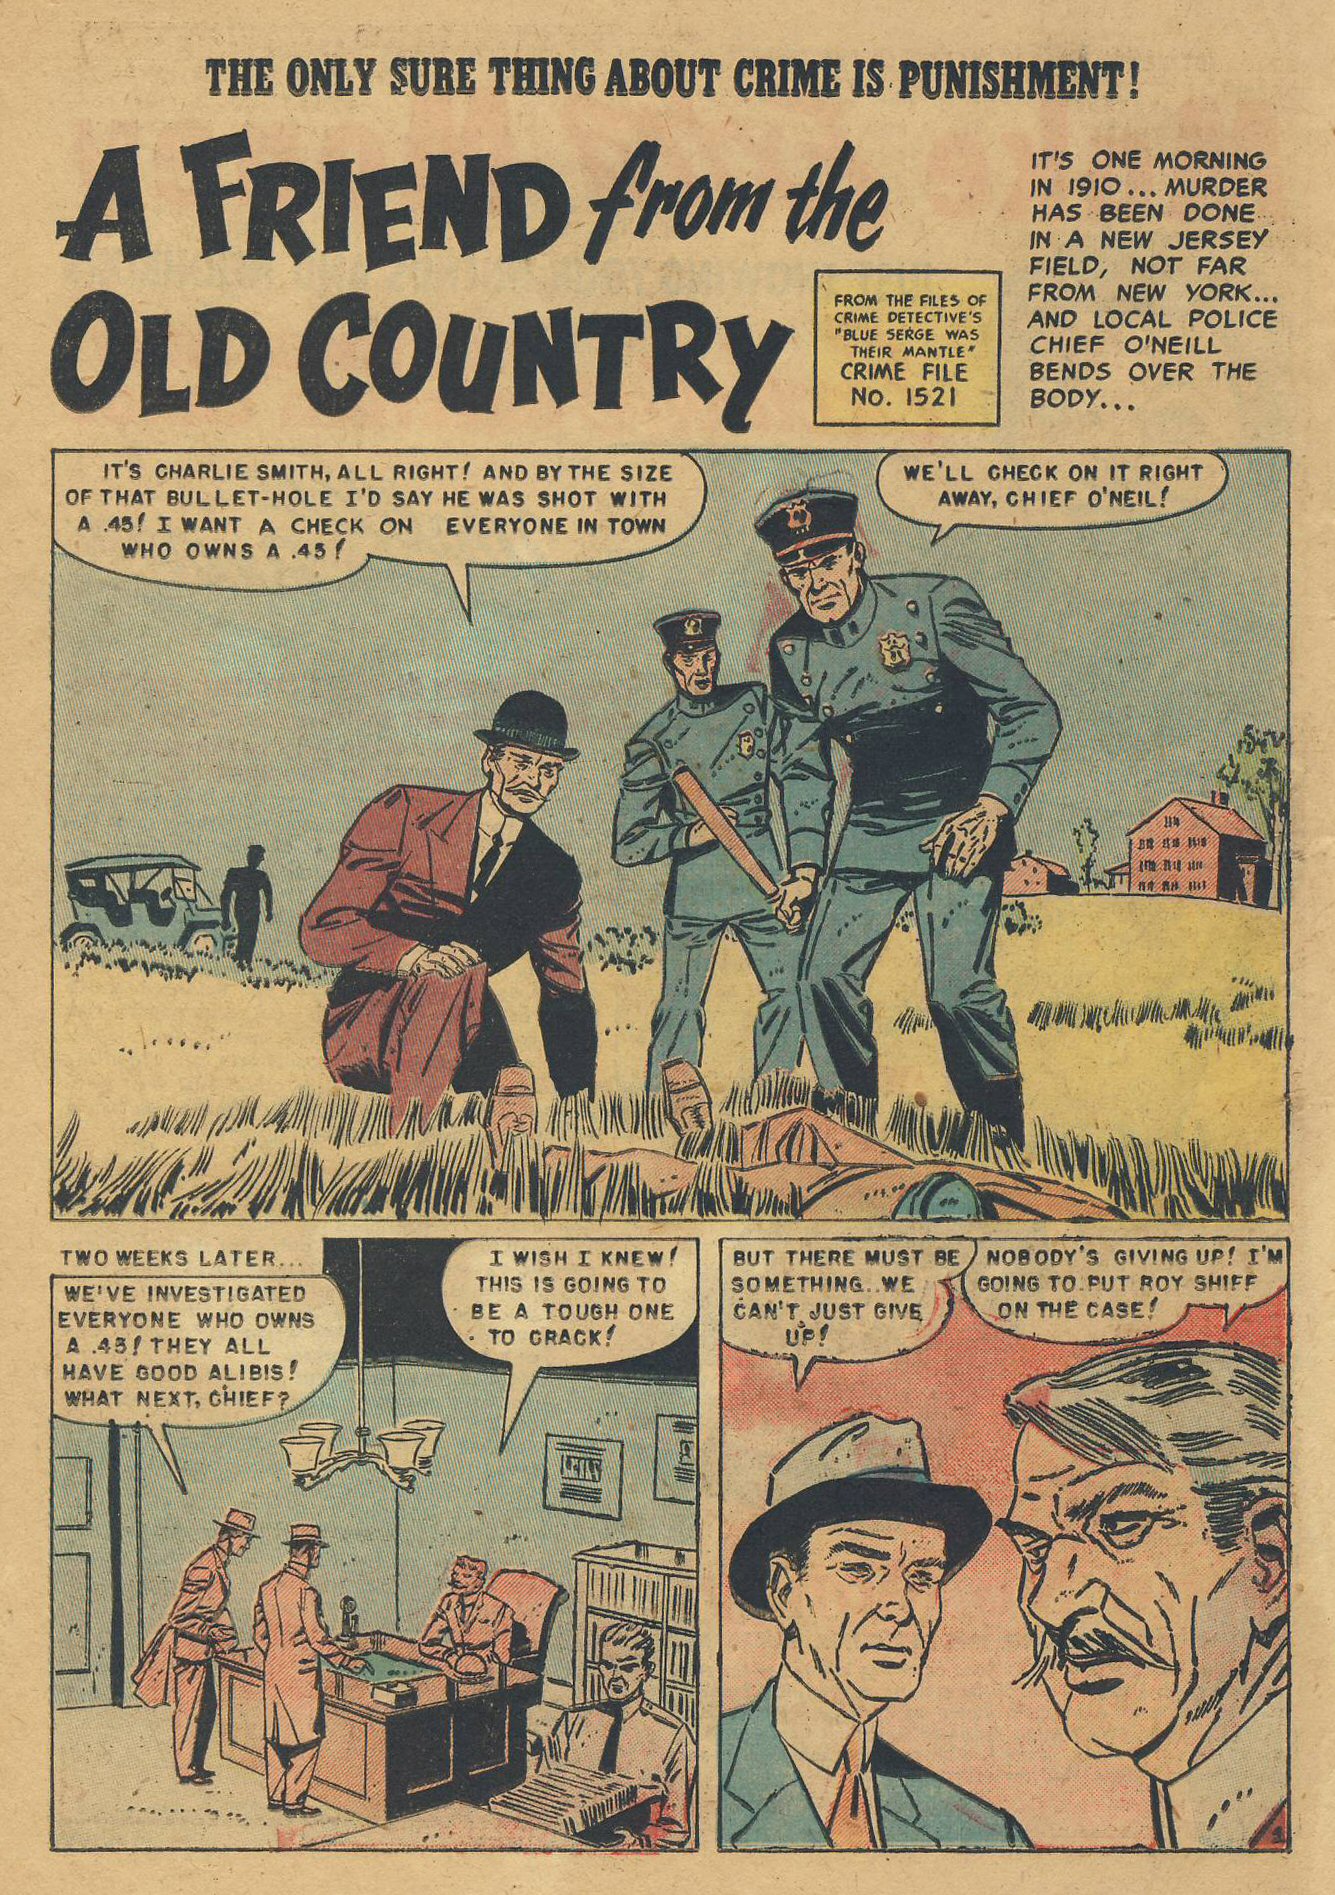 THE ONLY SURE THING ABOUT CRIME IS PUNISHMENT!
A FRIEND from the
OLD COUNTRY
FROM THE FILES OF
CRIME DETECTIVE'S
"BLUE SERGE WAS
THEIR MANTLE"
CRIME FILE
No. 1521
IT'S ONE MORNING
IN 1910... MURDER
HAS BEEN DONE
IN A NEW JERSEY
FIELD, NOT FAR
FROM NEW YORK...
AND LOCAL POLICE
CHIEF O'NEILL
BENDS OVER THE
BODY...
IT'S CHARLIE SMITH, ALL RIGHT! AND BY THE SIZE
OF THAT BULLET-HOLE I'D SAY HE WAS SHOT WITH
A .45! I WANT A CHECK ON EVERYONE IN TOWN
WHO OWNS A .45!
WE'LL CHECK ON IT RIGHT
AWAY, CHIEF O'NEIL!
TWO WEEKS LATER...
WE'VE INVESTIGATED
EVERYONE WHO OWNS
A .45! THEY ALL
HAVE GOOD ALIBIS!
WHAT NEXT, CHIEF?
I WISH I KNEW!
THIS IS GOING TO
BE A TOUGH ONE
TO CRACK!
BUT THERE MUST BE
SOMETHING..WE
CAN'T JUST GIVE
UP!
NOBODY'S GIVING UP! I'M
GOING TO PUT ROY SHIFF
ON THE CASE!